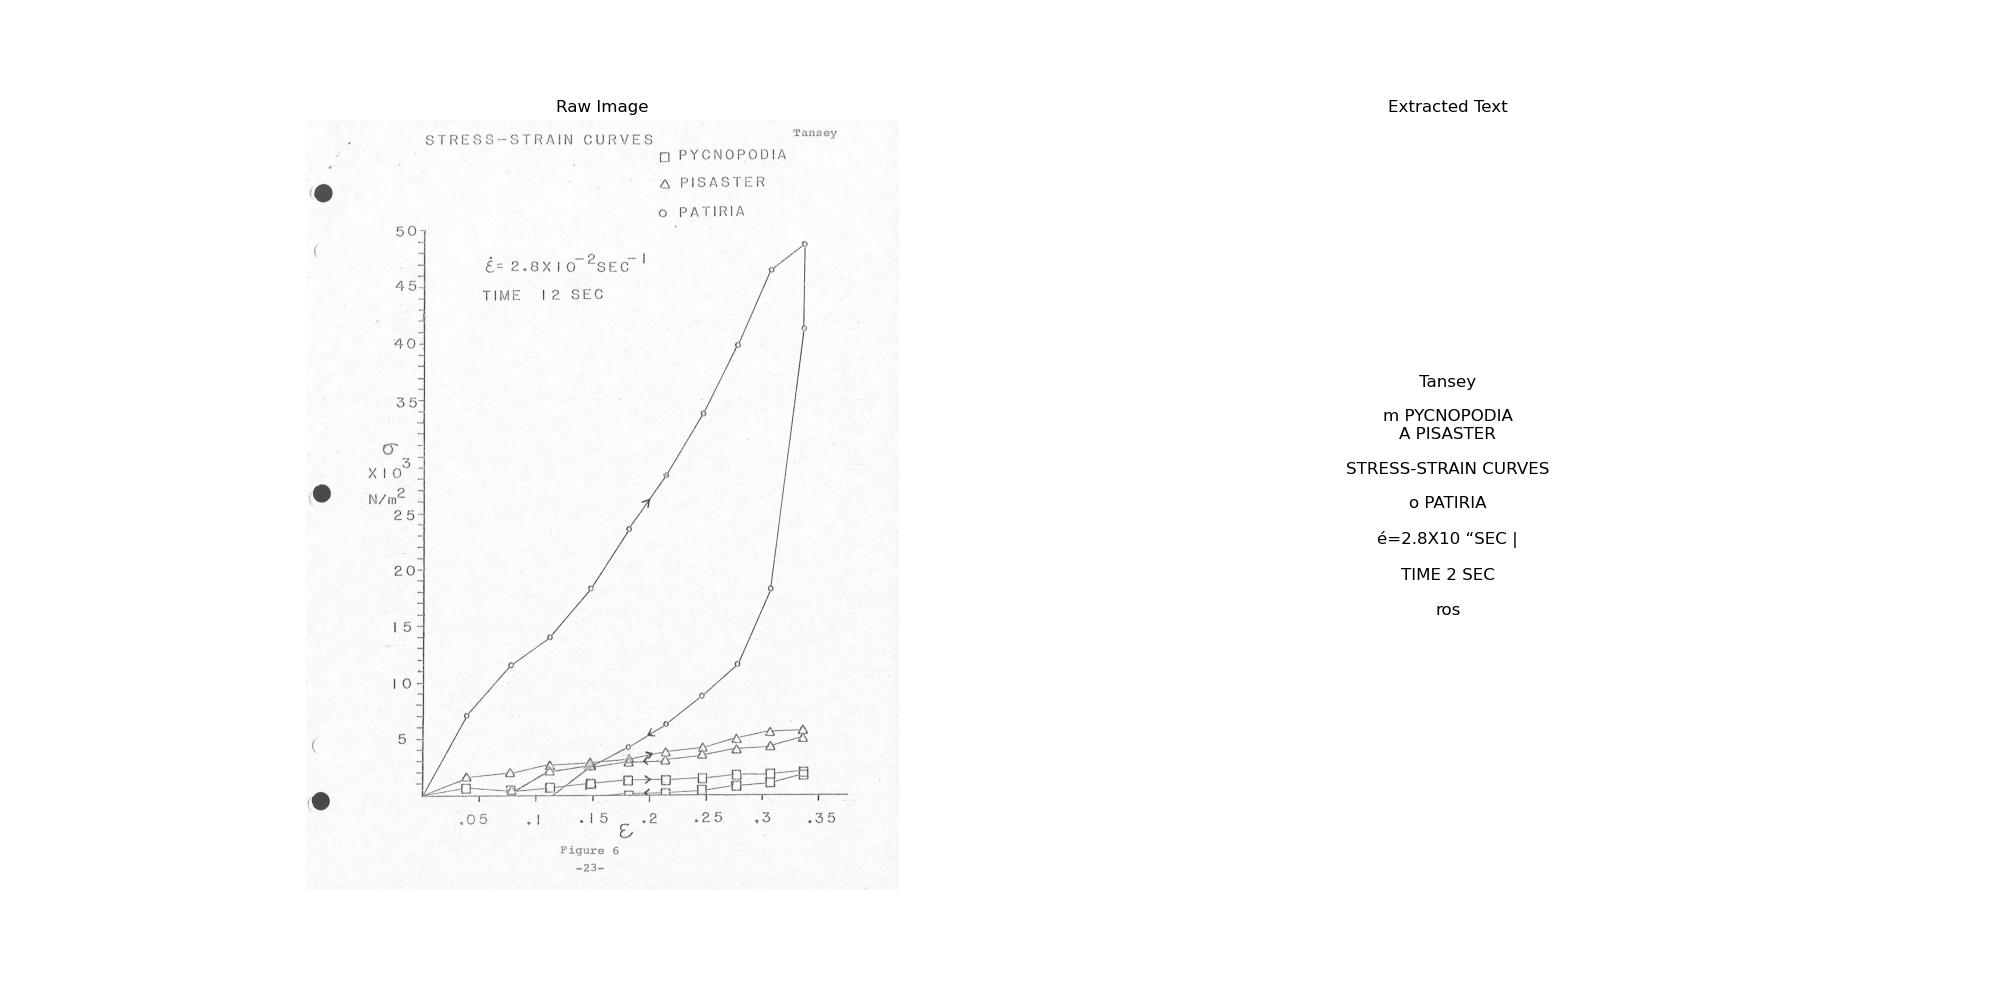 Raw Image
STRESS-STRAIN CURVES
Tansey
□ PYCNOPODIA
△ PISASTER
○ PATIRIA
ε̇= 2.8X10⁻²SEC⁻¹
TIME 12 SEC
50
45
40
35
σ
X10³
N/m²
25
20
15
10
5
.05 .1 .15 .2 .25 .3 .35
ε
Figure 6
-23-
Extracted Text
Tansey
m PYCNOPODIA
A PISASTER
STRESS-STRAIN CURVES
o PATIRIA
é=2.8X10 “SEC |
TIME 2 SEC
ros